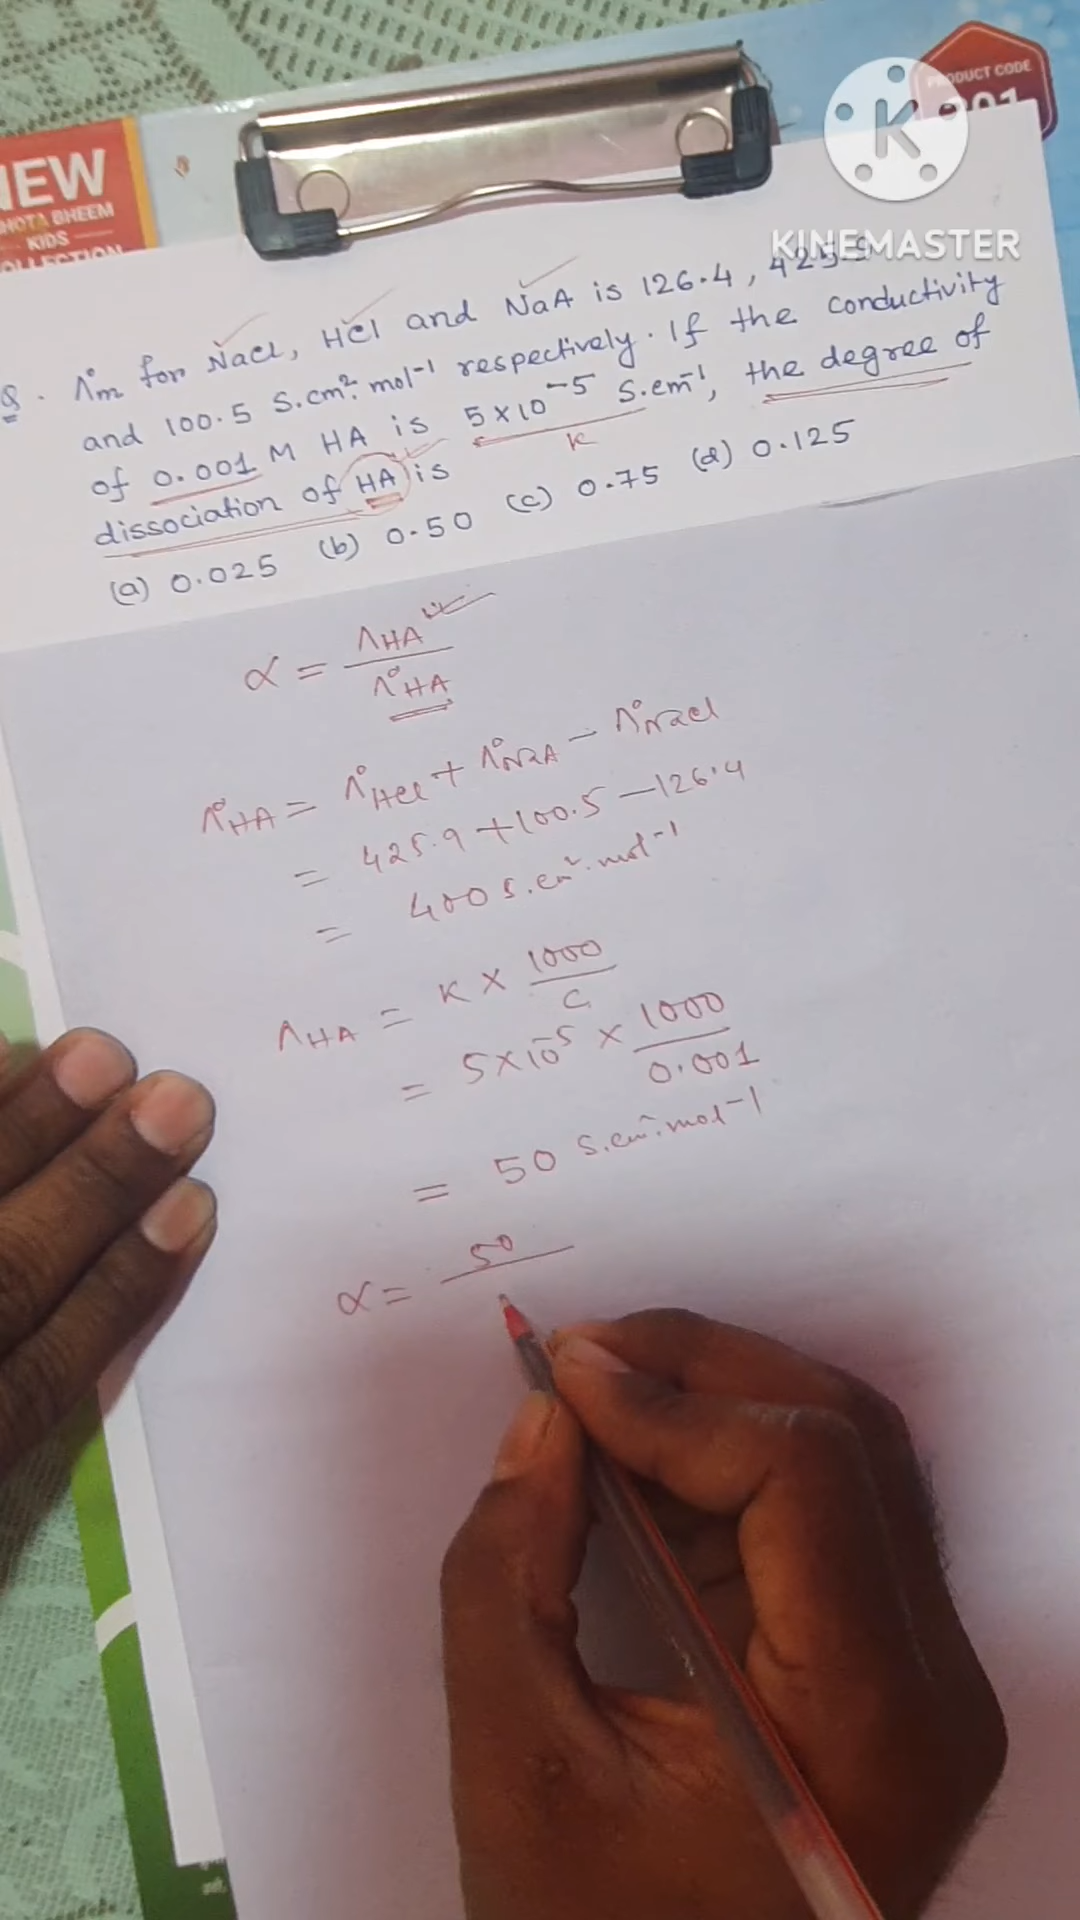 NEW
HOTA BHEEM
KIDS
OLLECTION
PRODUCT CODE
901
K
KINEMASTER
Q. Λ°m for NaCl, HCl and NaA is 126.4, 425.9
and 100.5 S.cm².mol⁻¹ respectively. If the conductivity
of 0.001 M HA is 5×10⁻⁵ S.cm⁻¹, the degree of
K
dissociation of HA is
(a) 0.025 (b) 0.50 (c) 0.75 (d) 0.125
α = ΛHA / Λ°HA
Λ°HA = Λ°HCl + Λ°NaA − Λ°NaCl
= 425.9 + 100.5 − 126.4
= 400 S.cm².mol⁻¹
ΛHA = K × 1000 / C
= 5×10⁻⁵ × 1000 / 0.001
= 50 S.cm².mol⁻¹
α = 50